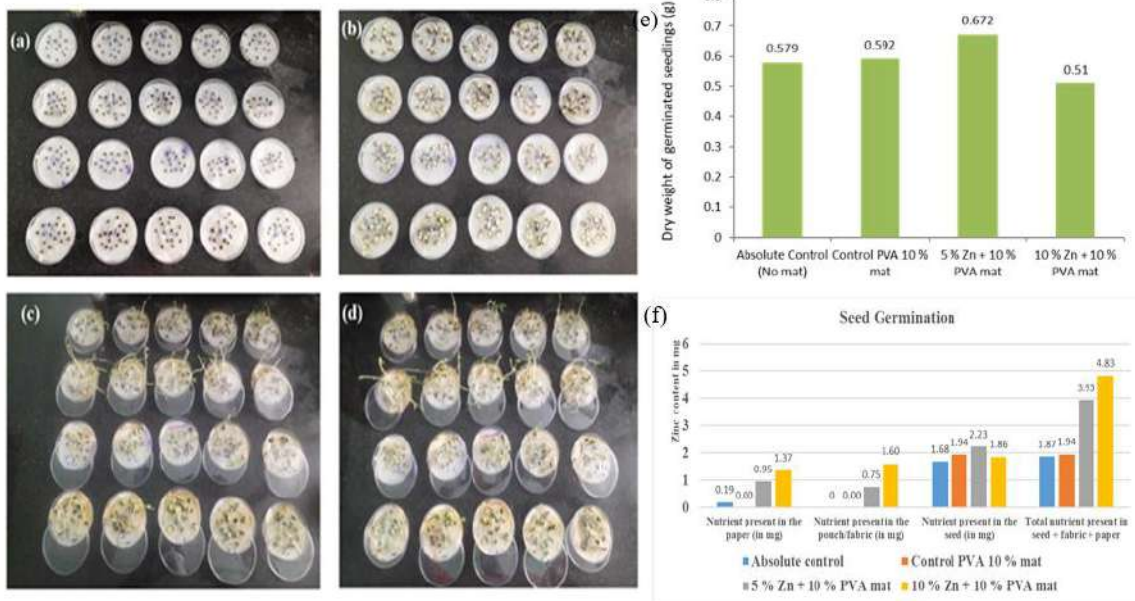 (a)
(b)
(c)
(d)
(e)
Dry weight of germinated seedlings (g)
0.8
0.7
0.6
0.5
0.4
0.3
0.2
0.1
0
0.579
0.592
0.672
0.51
Absolute Control
(No mat)
Control PVA 10 %
mat
5 % Zn + 10 %
PVA mat
10 % Zn + 10 %
PVA mat
(f)
Seed Germination
Zinc content in mg
6
5
4
3
2
1
0
0.19
0.00
0.95
1.37
0
0.00
0.75
1.60
1.68
1.94
2.23
1.86
1.87
1.94
3.93
4.83
Nutrient present in the
paper (in mg)
Nutrient present in the
pouch/fabric (in mg)
Nutrient present in the
seed (in mg)
Total nutrient present in
seed + fabric + paper
Absolute control
Control PVA 10 % mat
5 % Zn + 10 % PVA mat
10 % Zn + 10 % PVA mat